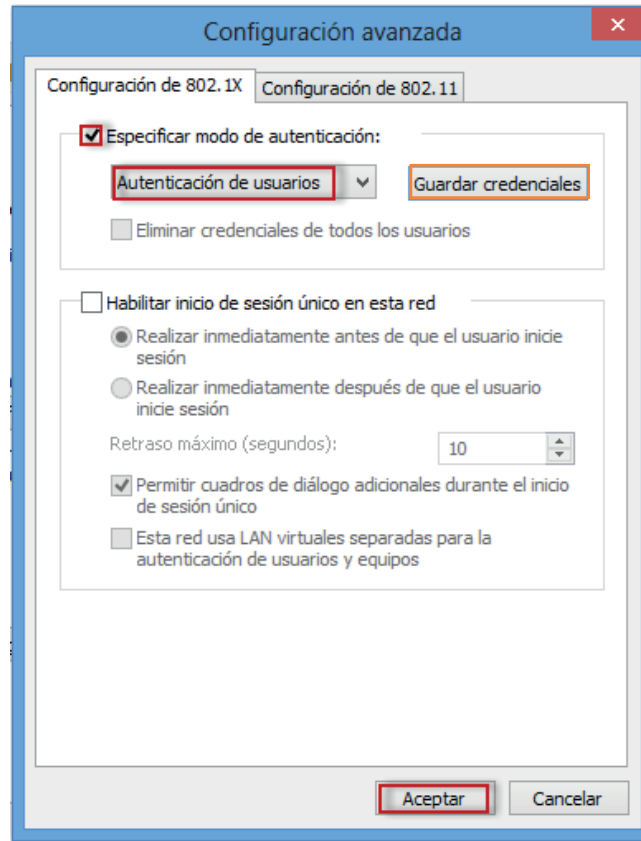 Configuración avanzada
Configuración de 802.1X
Configuración de 802.11
Especificar modo de autenticación:
Autenticación de usuarios
Guardar credenciales
Eliminar credenciales de todos los usuarios
Habilitar inicio de sesión único en esta red
Realizar inmediatamente antes de que el usuario inicie
sesión
Realizar inmediatamente después de que el usuario
inicie sesión
Retraso máximo (segundos):
10
Permitir cuadros de diálogo adicionales durante el inicio
de sesión único
Esta red usa LAN virtuales separadas para la
autenticación de usuarios y equipos
Aceptar
Cancelar